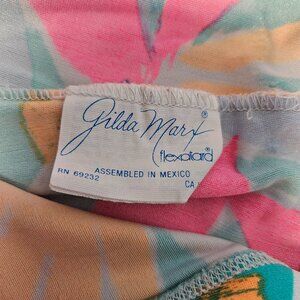 Gilda Marx®
flexatard®
RN 69232 ASSEMBLED IN MEXICO
CA